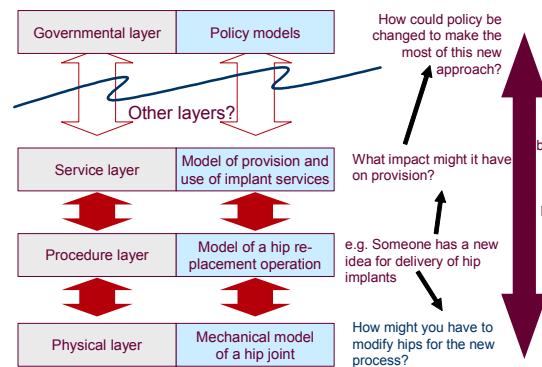 Governmental layer
Policy models
How could policy be
changed to make the
most of this new
approach?
Other layers?
Service layer
Model of provision and
use of implant services
What impact might it have
on provision?
Procedure layer
Model of a hip re-
placement operation
e.g. Someone has a new
idea for delivery of hip
implants
Physical layer
Mechanical model
of a hip joint
How might you have to
modify hips for the new
process?